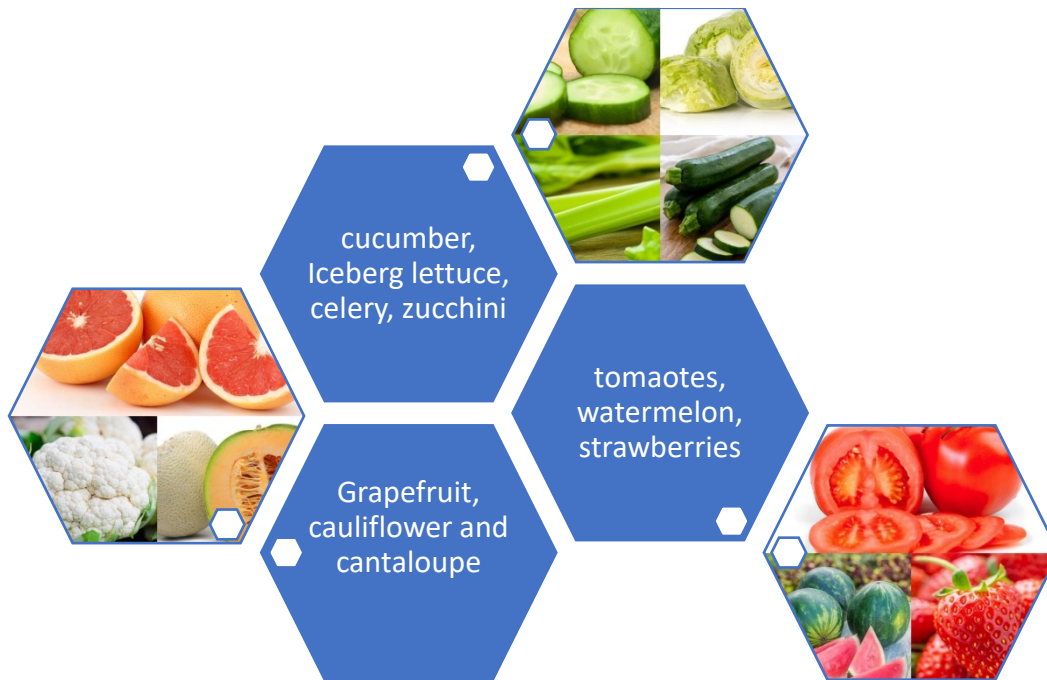 cucumber,
Iceberg lettuce,
celery, zucchini
tomaotes,
watermelon,
strawberries
Grapefruit,
cauliflower and
cantaloupe